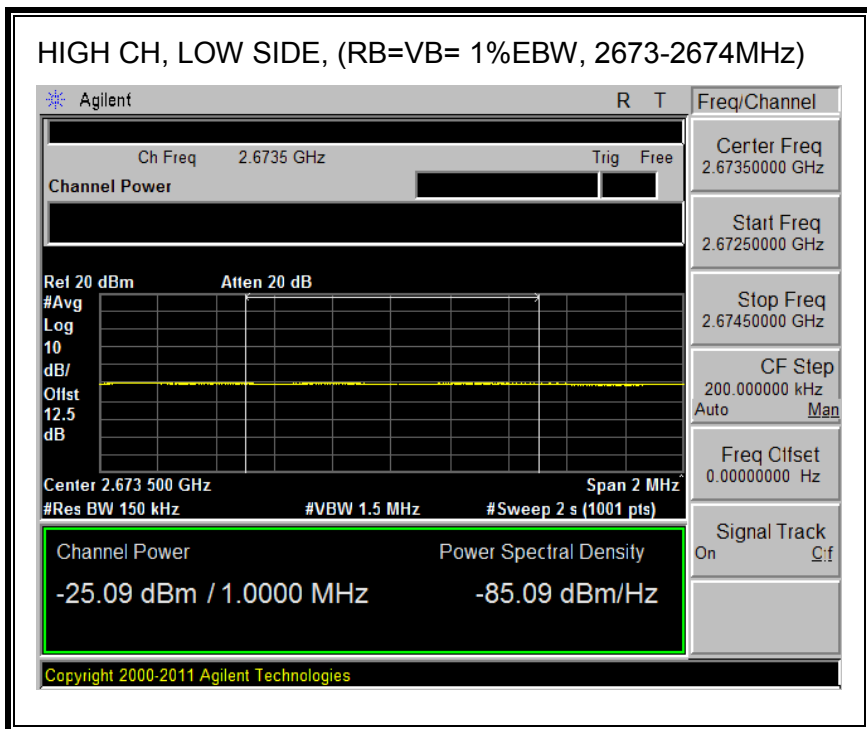 HIGH CH, LOW SIDE, (RB=VB= 1%EBW, 2673-2674MHz)
Agilent R T
Freq/Channel
Ch Freq 2.6735 GHz Trig Free
Channel Power
Center Freq
2.67350000 GHz
Start Freq
2.67250000 GHz
Stop Freq
2.67450000 GHz
CF Step
200.000000 kHz
Auto Man
Freq Offset
0.00000000 Hz
Signal Track
On Off
Ref 20 dBm Atten 20 dB
#Avg
Log
10
dB/
Offst
12.5
dB
Center 2.673 500 GHz Span 2 MHz
#Res BW 150 kHz #VBW 1.5 MHz #Sweep 2 s (1001 pts)
Channel Power Power Spectral Density
-25.09 dBm / 1.0000 MHz -85.09 dBm/Hz
Copyright 2000-2011 Agilent Technologies